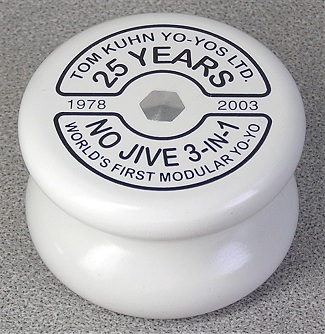 TOM KUHN YO-YOS LTD.
25 YEARS
1978 2003
NO JIVE 3-IN-1
WORLD'S FIRST MODULAR YO-YO